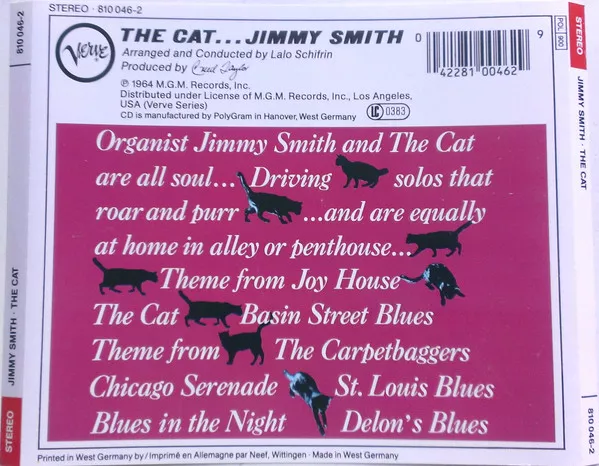 STEREO · 810 046-2
THE CAT...JIMMY SMITH
Arranged and Conducted by Lalo Schifrin
Produced by Creed Taylor
℗ 1964 M.G.M. Records, Inc.
Distributed under License of M.G.M. Records, Inc., Los Angeles,
USA (Verve Series)
CD is manufactured by PolyGram in Hanover, West Germany
LC 0383
Verve
0 42281 00462 9
POL 900
Organist Jimmy Smith and The Cat
are all soul... Driving solos that
roar and purr ...and are equally
at home in alley or penthouse...
Theme from Joy House
The Cat Basin Street Blues
Theme from The Carpetbaggers
Chicago Serenade St. Louis Blues
Blues in the Night Delon's Blues
Printed in West Germany by / Imprimé en Allemagne par Neef, Wittingen · Made in West Germany
STEREO JIMMY SMITH · THE CAT 810 046-2
STEREO JIMMY SMITH · THE CAT 810 046-2